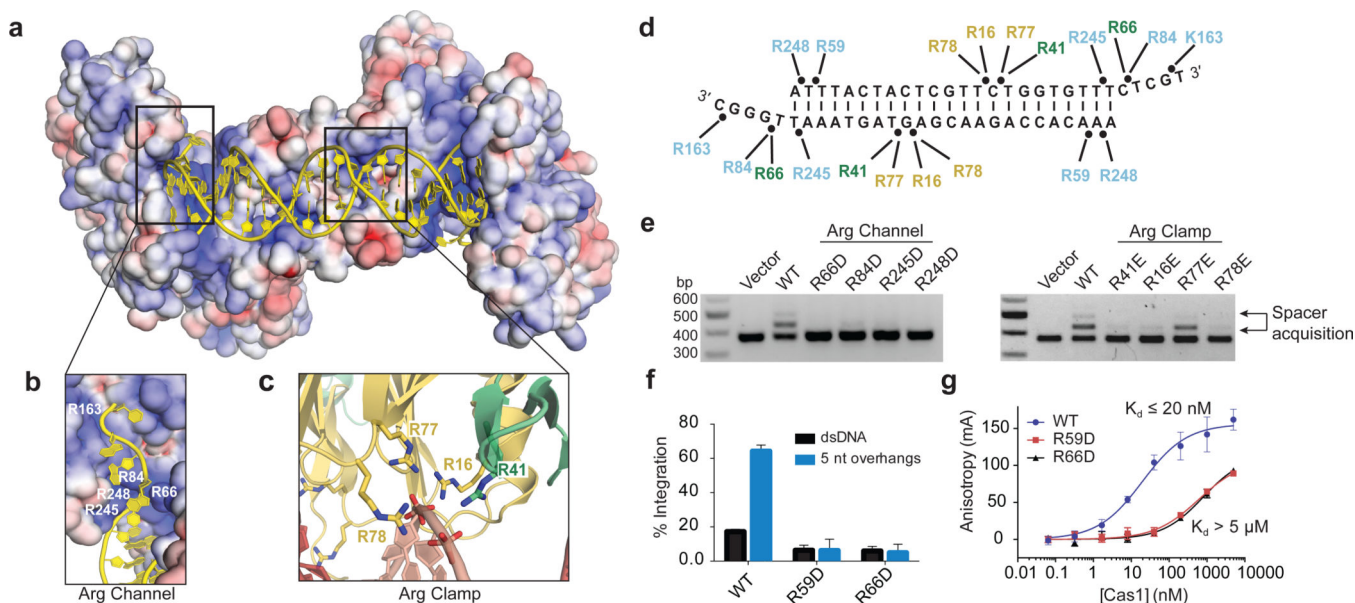 a
b
R163
R84
R248
R66
R245
Arg Channel
c
R77
R16
R41
R78
Arg Clamp
d
R248 R59
R78 R16 R77 R41
R245 R66 R84 K163
ATTTACTACTCGTTCTGGTGTTTCTCGT 3'
3' CGGGTTAAATGATGAGCAAGACCACAAA
R163 R84 R66 R245
R41 R77 R16 R78
R59 R248
e
Arg Channel
bp Vector WT R66D R84D R245D R248D
600
500
400
300
Arg Clamp
Vector WT R41E R16E R77E R78E
Spacer
acquisition
f
% Integration
80
60
40
20
0.0
dsDNA
5 nt overhangs
WT R59D R66D
g
Anisotropy (mA)
150
100
50
0
WT
R59D
R66D
Kd ≤ 20 nM
Kd > 5 µM
0.01 0.1 1 10 100 1000 10000
[Cas1] (nM)